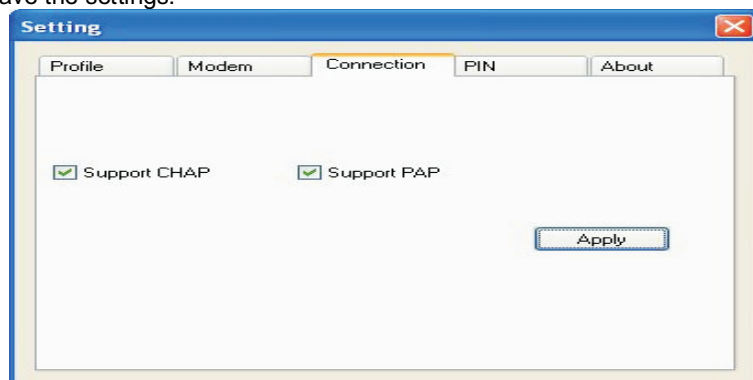 ave the settings.
Setting
Profile Modem Connection PIN About
Support CHAP Support PAP
Apply